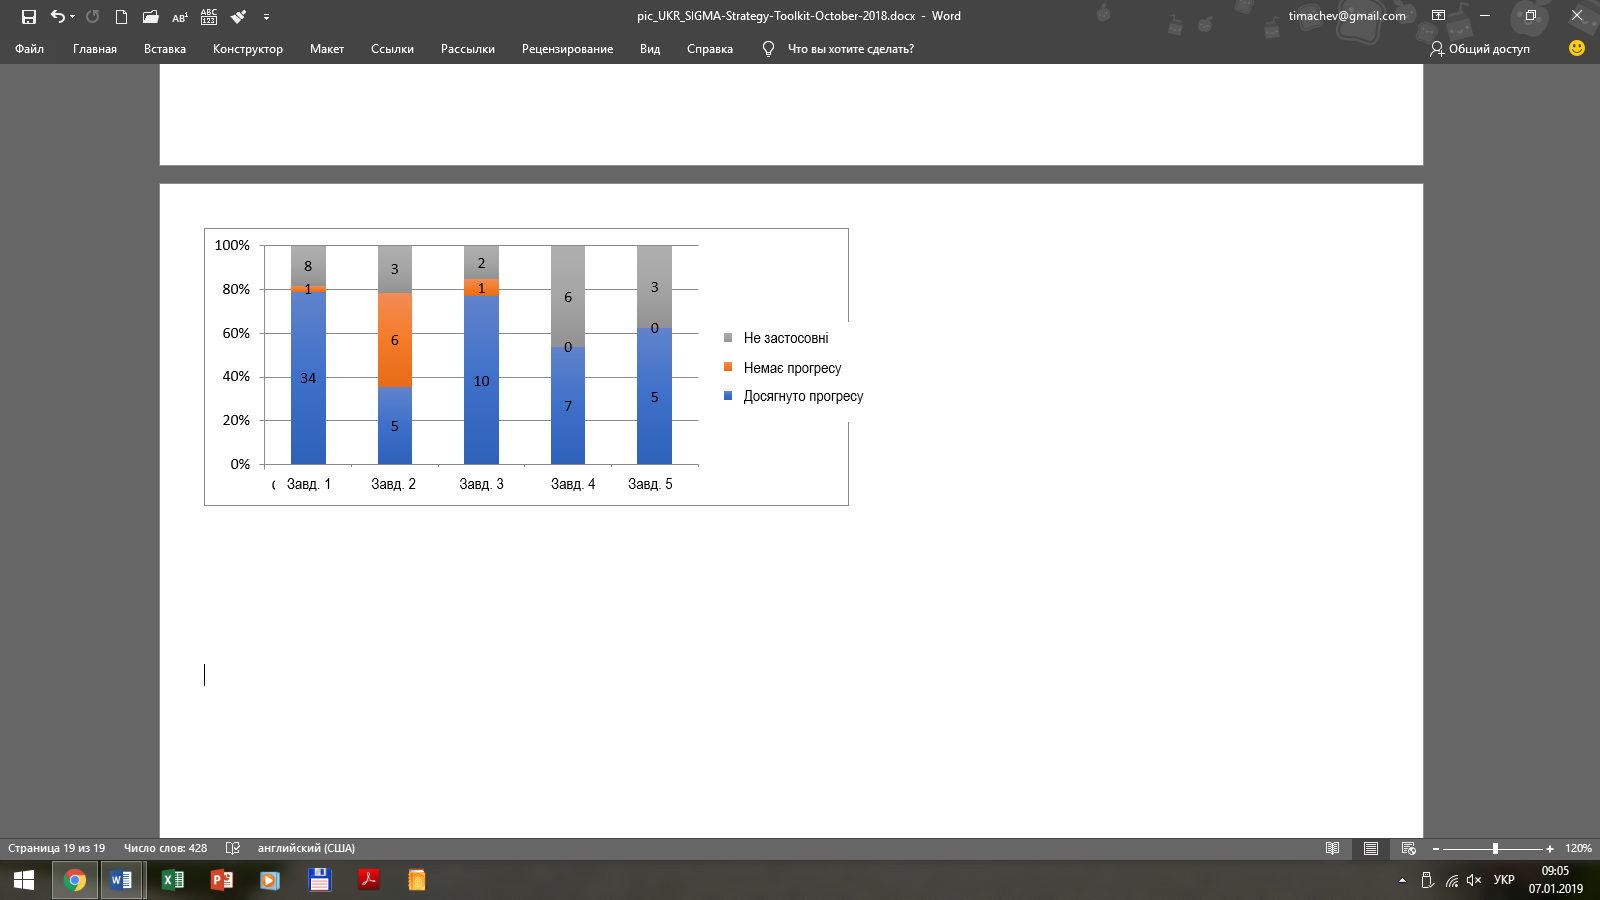 pic_UKR_SIGMA-Strategy-Toolkit-October-2018.docx - Word
timachev@gmail.com
Файл Главная Вставка Конструктор Макет Ссылки Рассылки Рецензирование Вид Справка Что вы хотите сделать? Общий доступ
100%
80%
60%
40%
20%
0%
8 3 2 6 3
1 6 1 0 0
34 5 10 7 5
Завд. 1 Завд. 2 Завд. 3 Завд. 4 Завд. 5
Не застосовні
Немає прогресу
Досягнуто прогресу
Страница 19 из 19 Число слов: 428 английский (США) 120%
УКР
09:05
07.01.2019